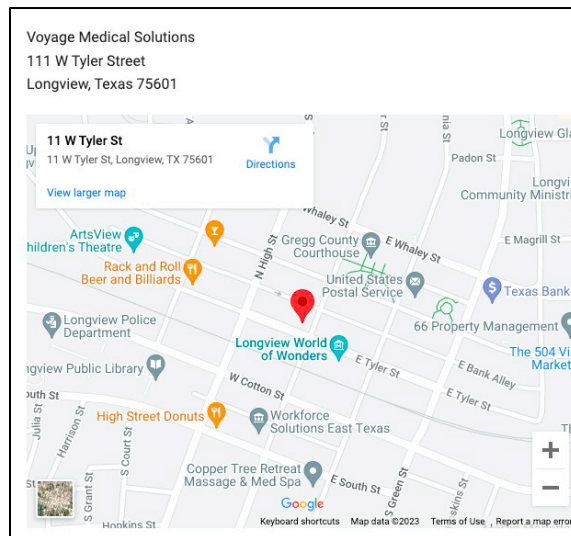 Voyage Medical Solutions
111 W Tyler Street
Longview, Texas 75601
11 W Tyler St
11 W Tyler St, Longview, TX 75601
View larger map
Directions
Longview Gla
Padon St
Longvi
Community Ministri
Whaley St
E Whaley St
E Magrill St
N High St
Gregg County
Courthouse
ArtsView
hildren's Theatre
Rack and Roll
Beer and Billiards
United States
Postal Service
Texas Bank
66 Property Management
Longview Police
Department
Longview World
of Wonders
The 504 Vi
Market
E Tyler St
E Bank Alley
E Tyler St
ngview Public Library
W Cotton St
outh St
High Street Donuts
Workforce
Solutions East Texas
Julia St
Harrison St
S Court St
S Grant St
Copper Tree Retreat
Massage & Med Spa
E South St
S Green St
skins St
Th
Hopkins St
+
−
Google
Keyboard shortcuts
Map data ©2023
Terms of Use
Report a map error